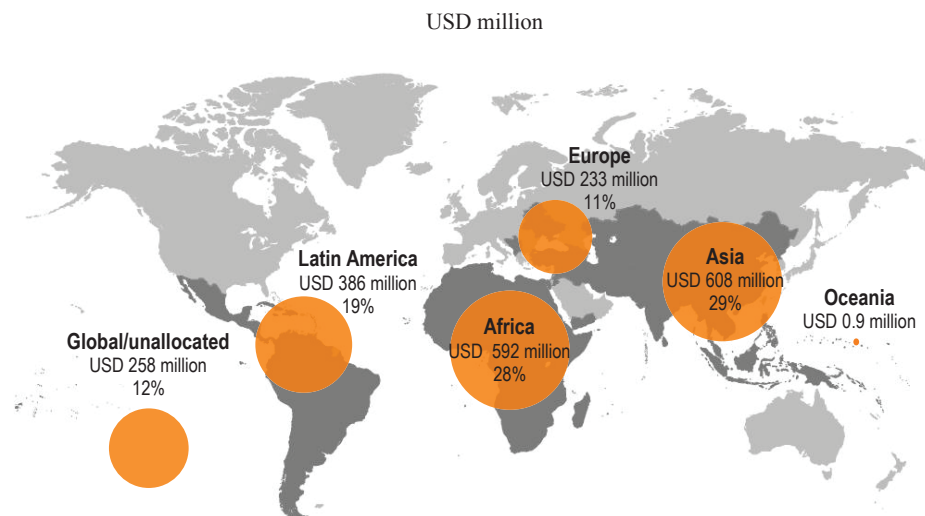 USD million
Europe
USD 233 million
11%
Latin America
USD 386 million
19%
Asia
USD 608 million
29%
Oceania
USD 0.9 million
Global/unallocated
USD 258 million
12%
Africa
USD 592 million
28%